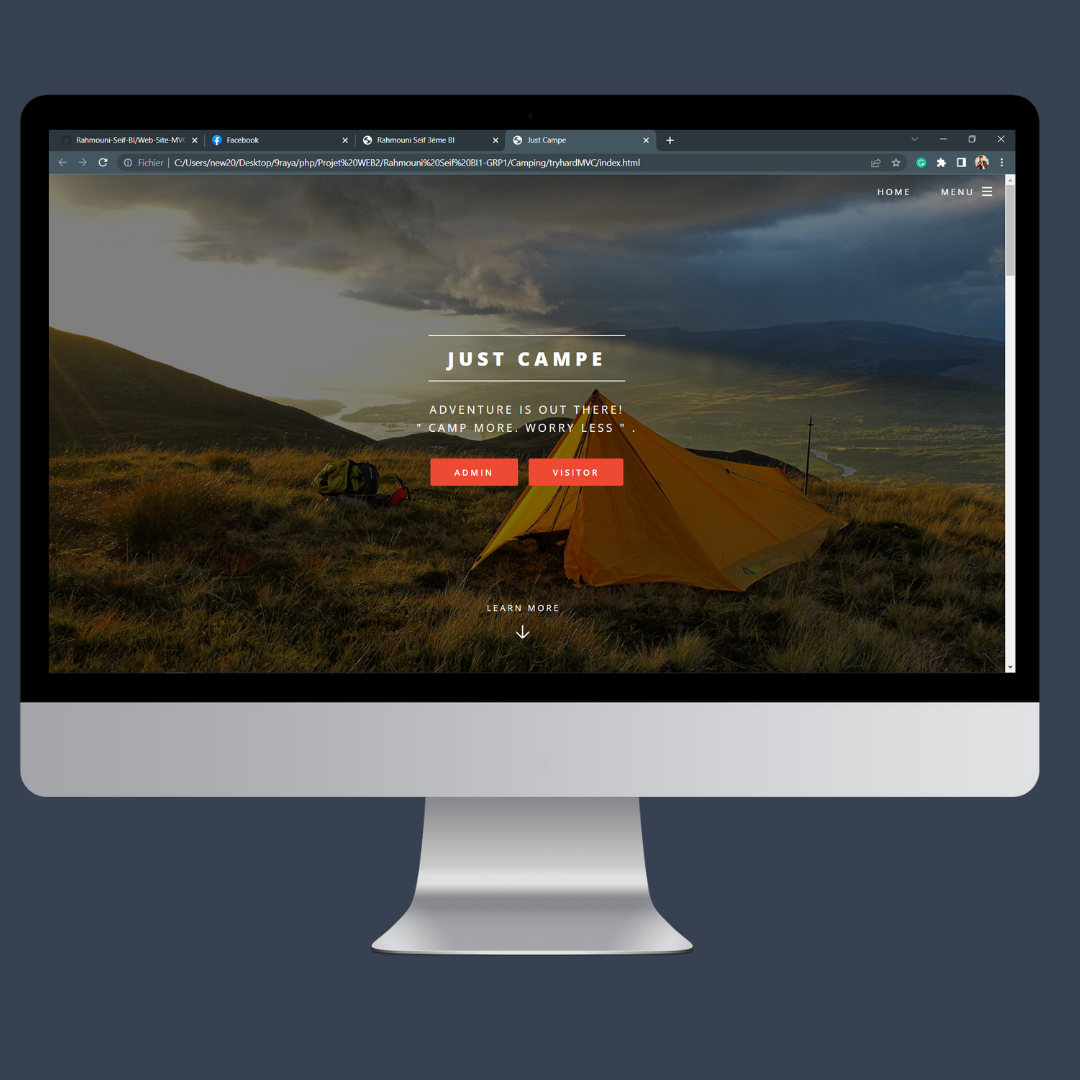 Rahmouni-Seif-BI/Web-Site-MVC
Facebook
Rahmouni Seif 3éme BI
Just Campe
Fichier
C:/Users/new20/Desktop/9raya/php/Projet%20WEB2/Rahmouni%20Seif%20BI1-GRP1/Camping/tryhardMVC/index.html
HOME
MENU
JUST CAMPE
ADVENTURE IS OUT THERE!
" CAMP MORE. WORRY LESS " .
ADMIN
VISITOR
LEARN MORE